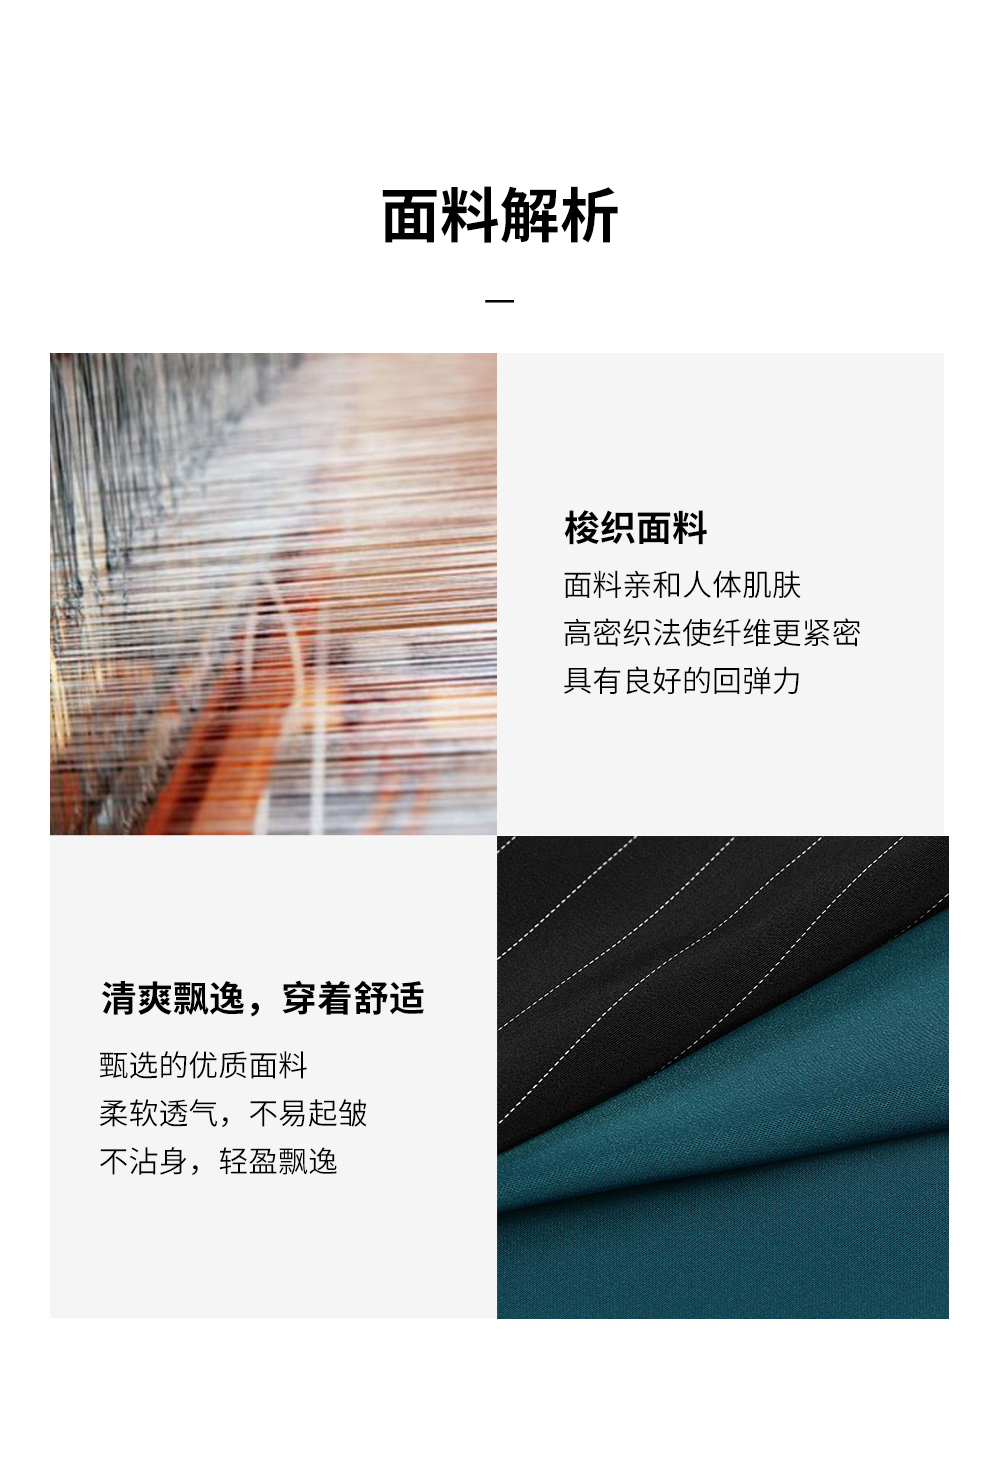 面料解析
梭织面料
面料亲和人体肌肤
高密织法使纤维更紧密
具有良好的回弹力
清爽飘逸，穿着舒适
甄选的优质面料
柔软透气，不易起皱
不沾身，轻盈飘逸